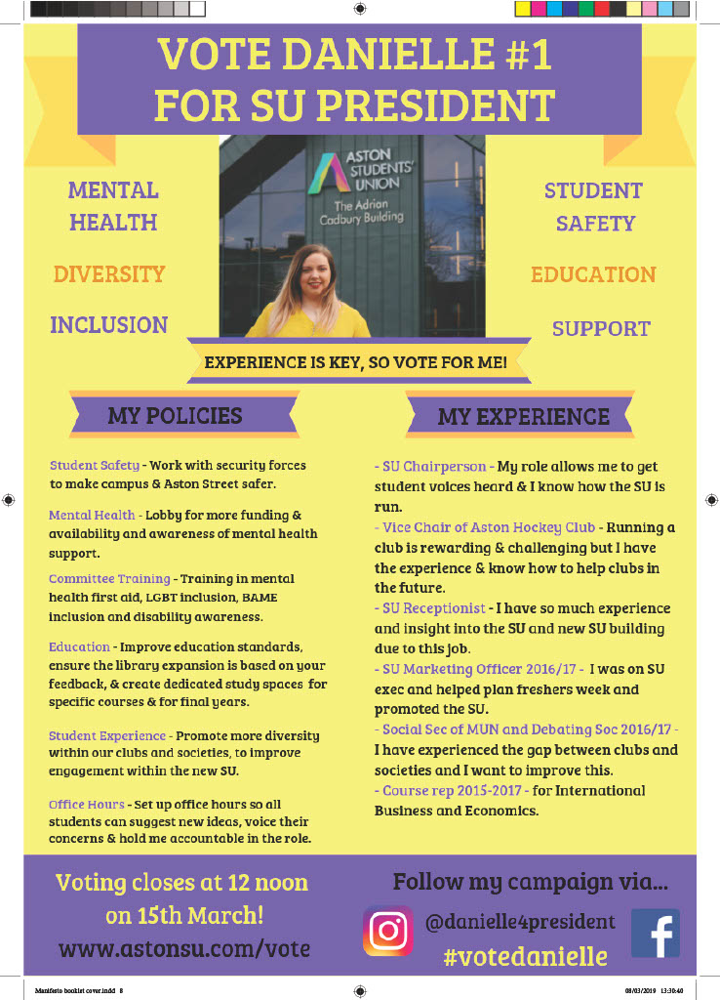 VOTE DANIELLE #1
FOR SU PRESIDENT
ASTON
STUDENTS'
UNION
The Adrian
Cadbury Building
MENTAL
HEALTH
DIVERSITY
INCLUSION
STUDENT
SAFETY
EDUCATION
SUPPORT
EXPERIENCE IS KEY, SO VOTE FOR ME!
MY POLICIES
Student Safety - Work with security forces
to make campus & Aston Street safer.
Mental Health - Lobby for more funding &
availability and awareness of mental health
support.
Committee Training - Training in mental
health first aid, LGBT inclusion, BAME
inclusion and disability awareness.
Education - Improve education standards,
ensure the library expansion is based on your
feedback, & create dedicated study spaces for
specific courses & for final years.
Student Experience - Promote more diversity
within our clubs and societies, to improve
engagement within the new SU.
Office Hours - Set up office hours so all
students can suggest new ideas, voice their
concerns & hold me accountable in the role.
MY EXPERIENCE
- SU Chairperson - My role allows me to get
student voices heard & I know how the SU is
run.
- Vice Chair of Aston Hockey Club - Running a
club is rewarding & challenging but I have
the experience & know how to help clubs in
the future.
- SU Receptionist - I have so much experience
and insight into the SU and new SU building
due to this job.
- SU Marketing Officer 2016/17 - I was on SU
exec and helped plan freshers week and
promoted the SU.
- Social Sec of MUN and Debating Soc 2016/17 -
I have experienced the gap between clubs and
societies and I want to improve this.
- Course rep 2015-2017 - for International
Business and Economics.
Voting closes at 12 noon
on 15th March!
www.astonsu.com/vote
Follow my campaign via...
@danielle4president
#votedanielle
Manifesto booklet cover.indd 8
08/03/2019 13:30:40